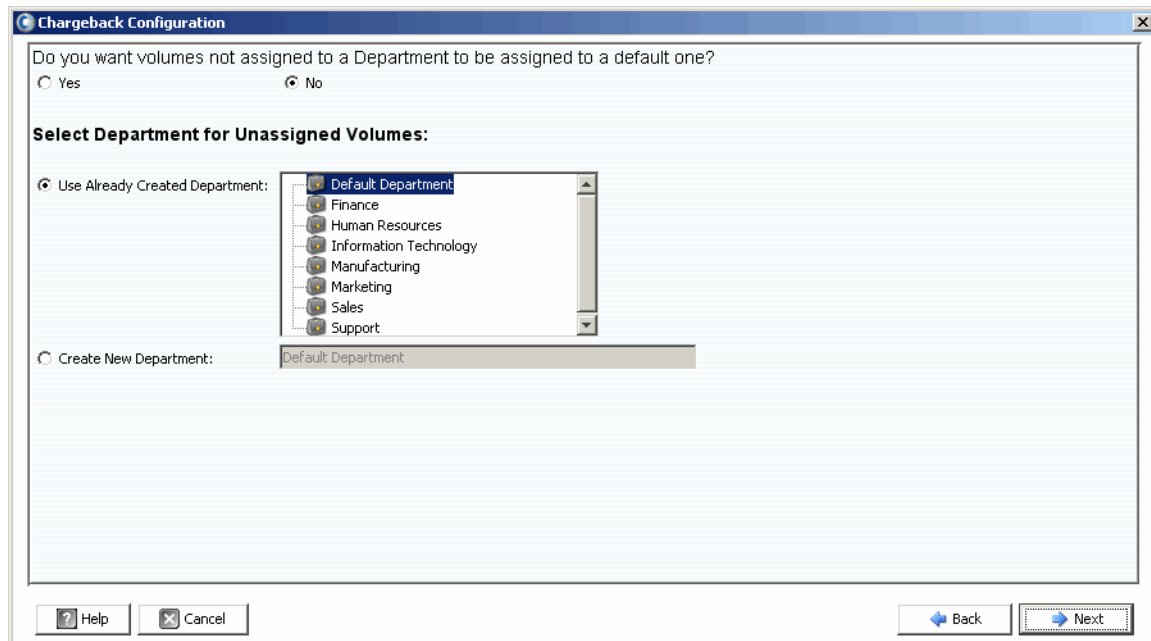 Chargeback Configuration
Do you want volumes not assigned to a Department to be assigned to a default one?
Yes No
Select Department for Unassigned Volumes:
Use Already Created Department:
Default Department
Finance
Human Resources
Information Technology
Manufacturing
Marketing
Sales
Support
Create New Department: Default Department
Help Cancel Back Next